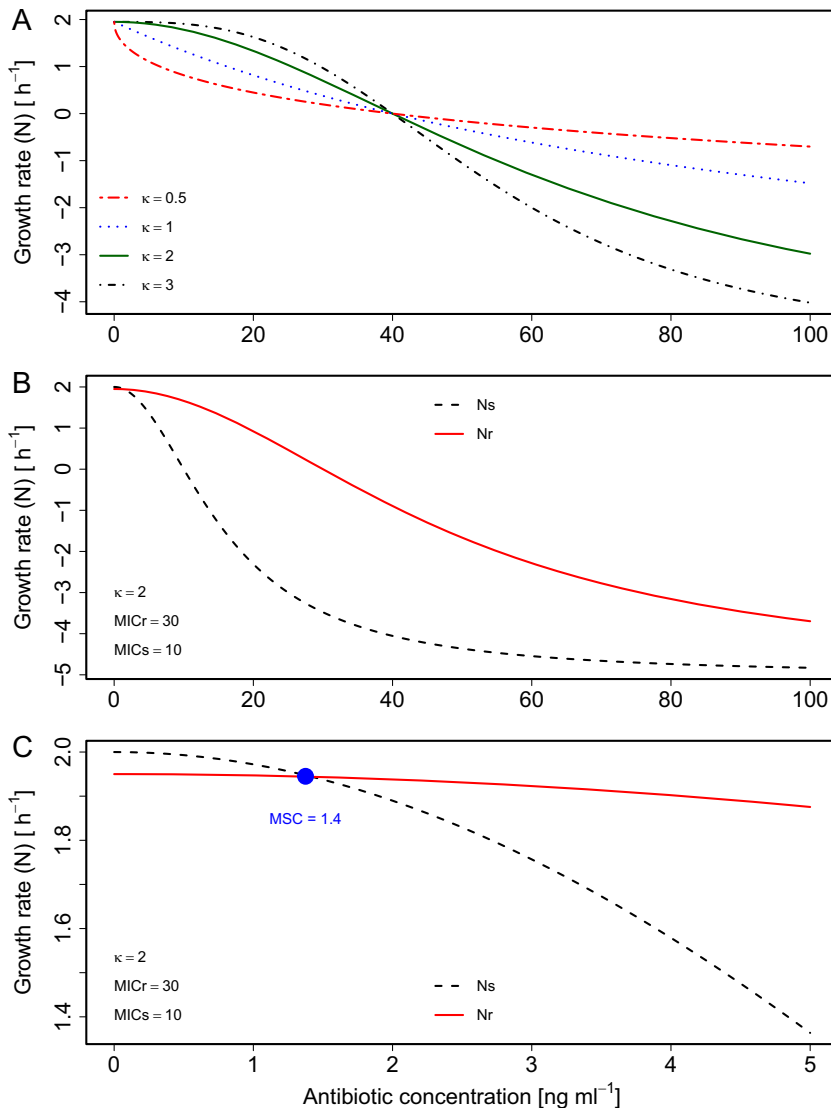 A
Growth rate (N) [ h⁻¹]
2
1
0
−1
−2
−3
−4
κ = 0.5
κ = 1
κ = 2
κ = 3
0 20 40 60 80 100
B
Growth rate (N) [ h⁻¹]
2
1
0
−1
−2
−3
−4
−5
Ns
Nr
κ = 2
MICr = 30
MICs = 10
0 20 40 60 80 100
C
Growth rate (N) [ h⁻¹]
2.0
1.8
1.6
1.4
MSC = 1.4
κ = 2
MICr = 30
MICs = 10
Ns
Nr
0 1 2 3 4 5
Antibiotic concentration [ng ml⁻¹]